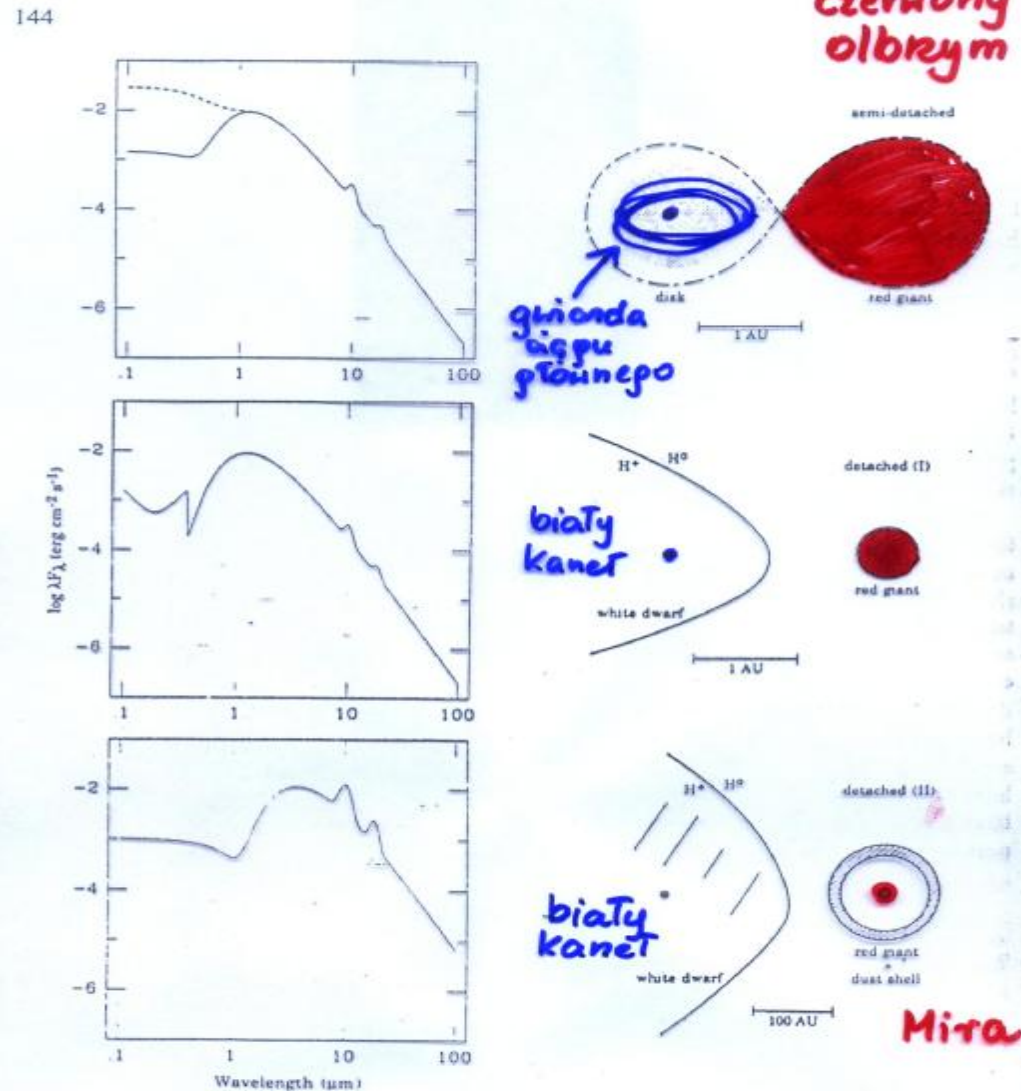 144
czerwony
olbrzym
semi-detached
-2
-4
-6
.1
1
10
100
disk
red giant
1 AU
gwiazda
ciągu
głównego
-2
-4
-6
.1
1
10
100
log λFλ (erg cm⁻² s⁻¹)
H⁺ H⁰
detached (I)
biały
kareł
white dwarf
red giant
1 AU
-2
-4
-6
.1
1
10
100
Wavelength (μm)
H⁺ H⁰
detached (II)
biały
kareł
white dwarf
red giant
dust shell
100 AU
Mira